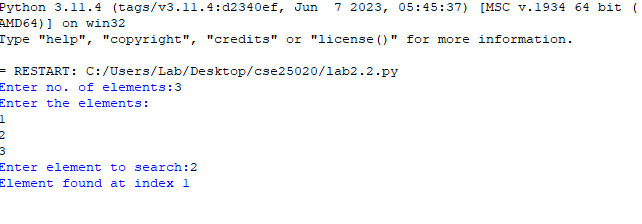 Python 3.11.4 (tags/v3.11.4:d2340ef, Jun  7 2023, 05:45:37) [MSC v.1934 64 bit (
AMD64)] on win32
Type "help", "copyright", "credits" or "license()" for more information.
= RESTART: C:/Users/Lab/Desktop/cse25020/lab2.2.py
Enter no. of elements:3
Enter the elements:
1
2
3
Enter element to search:2
Element found at index 1